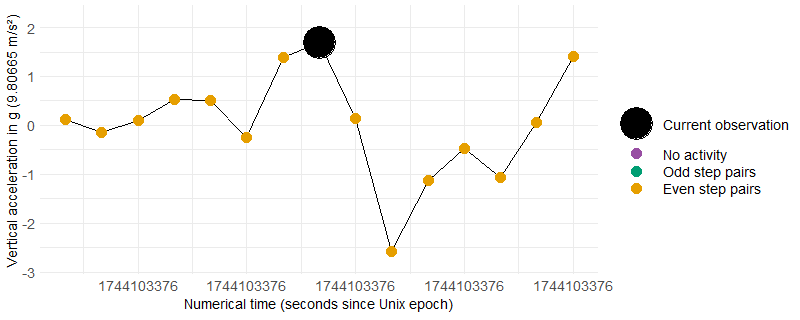 Vertical acceleration in g (9.80665 m/s²)
2
1
0
-1
-2
-3
1744103376 1744103376 1744103376 1744103376 1744103376
Numerical time (seconds since Unix epoch)
Current observation
No activity
Odd step pairs
Even step pairs